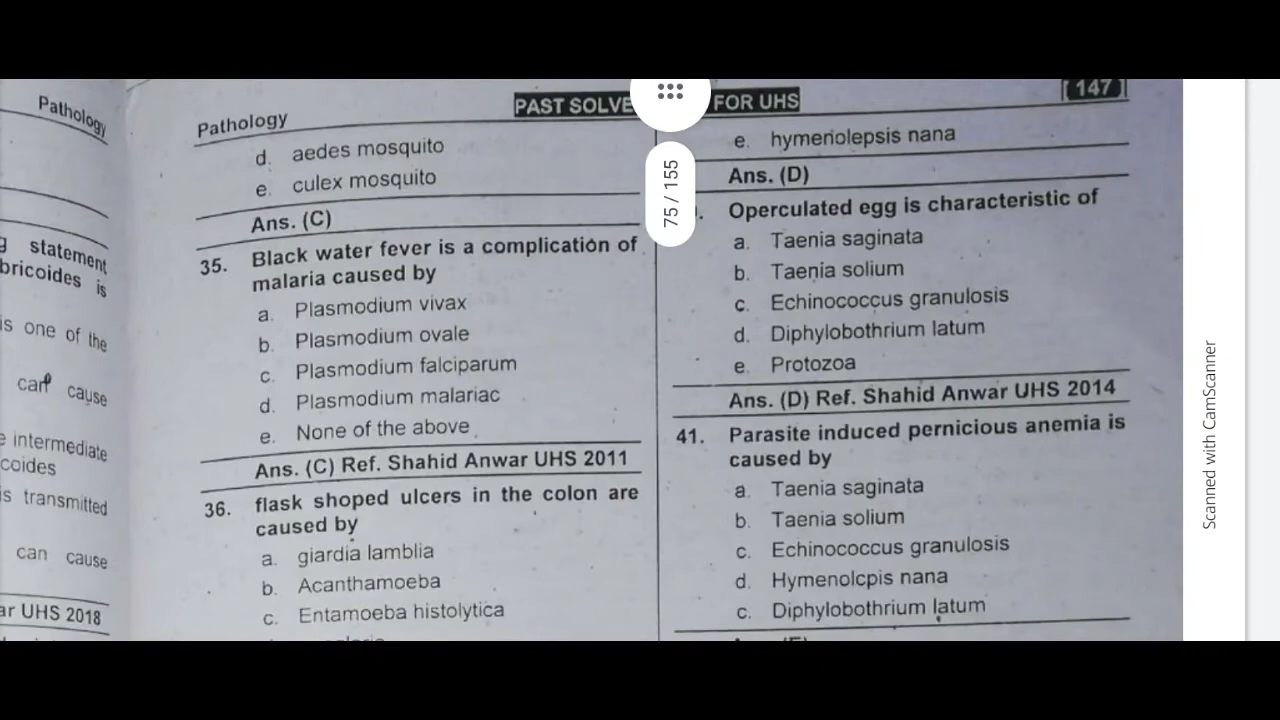 Pathology
g statement
bricoides is
is one of the
can cause
e intermediate
coides
is transmitted
can cause
ar UHS 2018
Pathology
PAST SOLVE
FOR UHS
[147]
d. aedes mosquito
e. culex mosquito
Ans. (C)
35. Black water fever is a complication of
malaria caused by
a. Plasmodium vivax
b. Plasmodium ovale
c. Plasmodium falciparum
d. Plasmodium malariac
e. None of the above
Ans. (C) Ref. Shahid Anwar UHS 2011
36. flask shoped ulcers in the colon are
caused by
a. giardia lamblia
b. Acanthamoeba
c. Entamoeba histolytica
e. hymenolepsis nana
Ans. (D)
. Operculated egg is characteristic of
a. Taenia saginata
b. Taenia solium
c. Echinococcus granulosis
d. Diphylobothrium latum
e. Protozoa
Ans. (D) Ref. Shahid Anwar UHS 2014
41. Parasite induced pernicious anemia is
caused by
a. Taenia saginata
b. Taenia solium
c. Echinococcus granulosis
d. Hymenolcpis nana
c. Diphylobothrium latum
75 / 155
Scanned with CamScanner